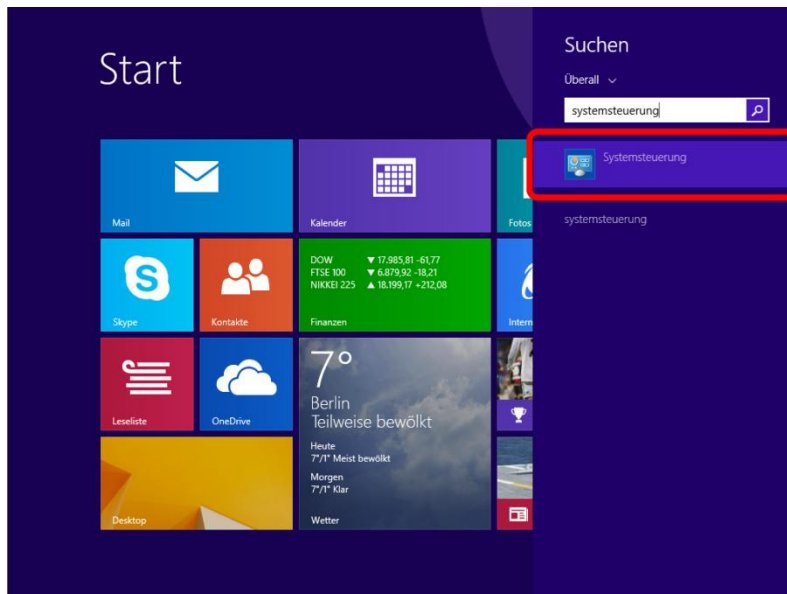 Start
Suchen
Überall
systemsteuerung
Systemsteuerung
systemsteuerung
Mail
Kalender
Fotos
Skype
Kontakte
DOW ▼ 17.985,81 -61,77
FTSE 100 ▼ 6.879,92 -18,21
NIKKEI 225 ▲ 18.199,17 +212,08
Finanzen
Intern
Leseliste
OneDrive
7°
Berlin
Teilweise bewölkt
Heute
7°/1° Meist bewölkt
Morgen
7°/1° Klar
Wetter
Desktop